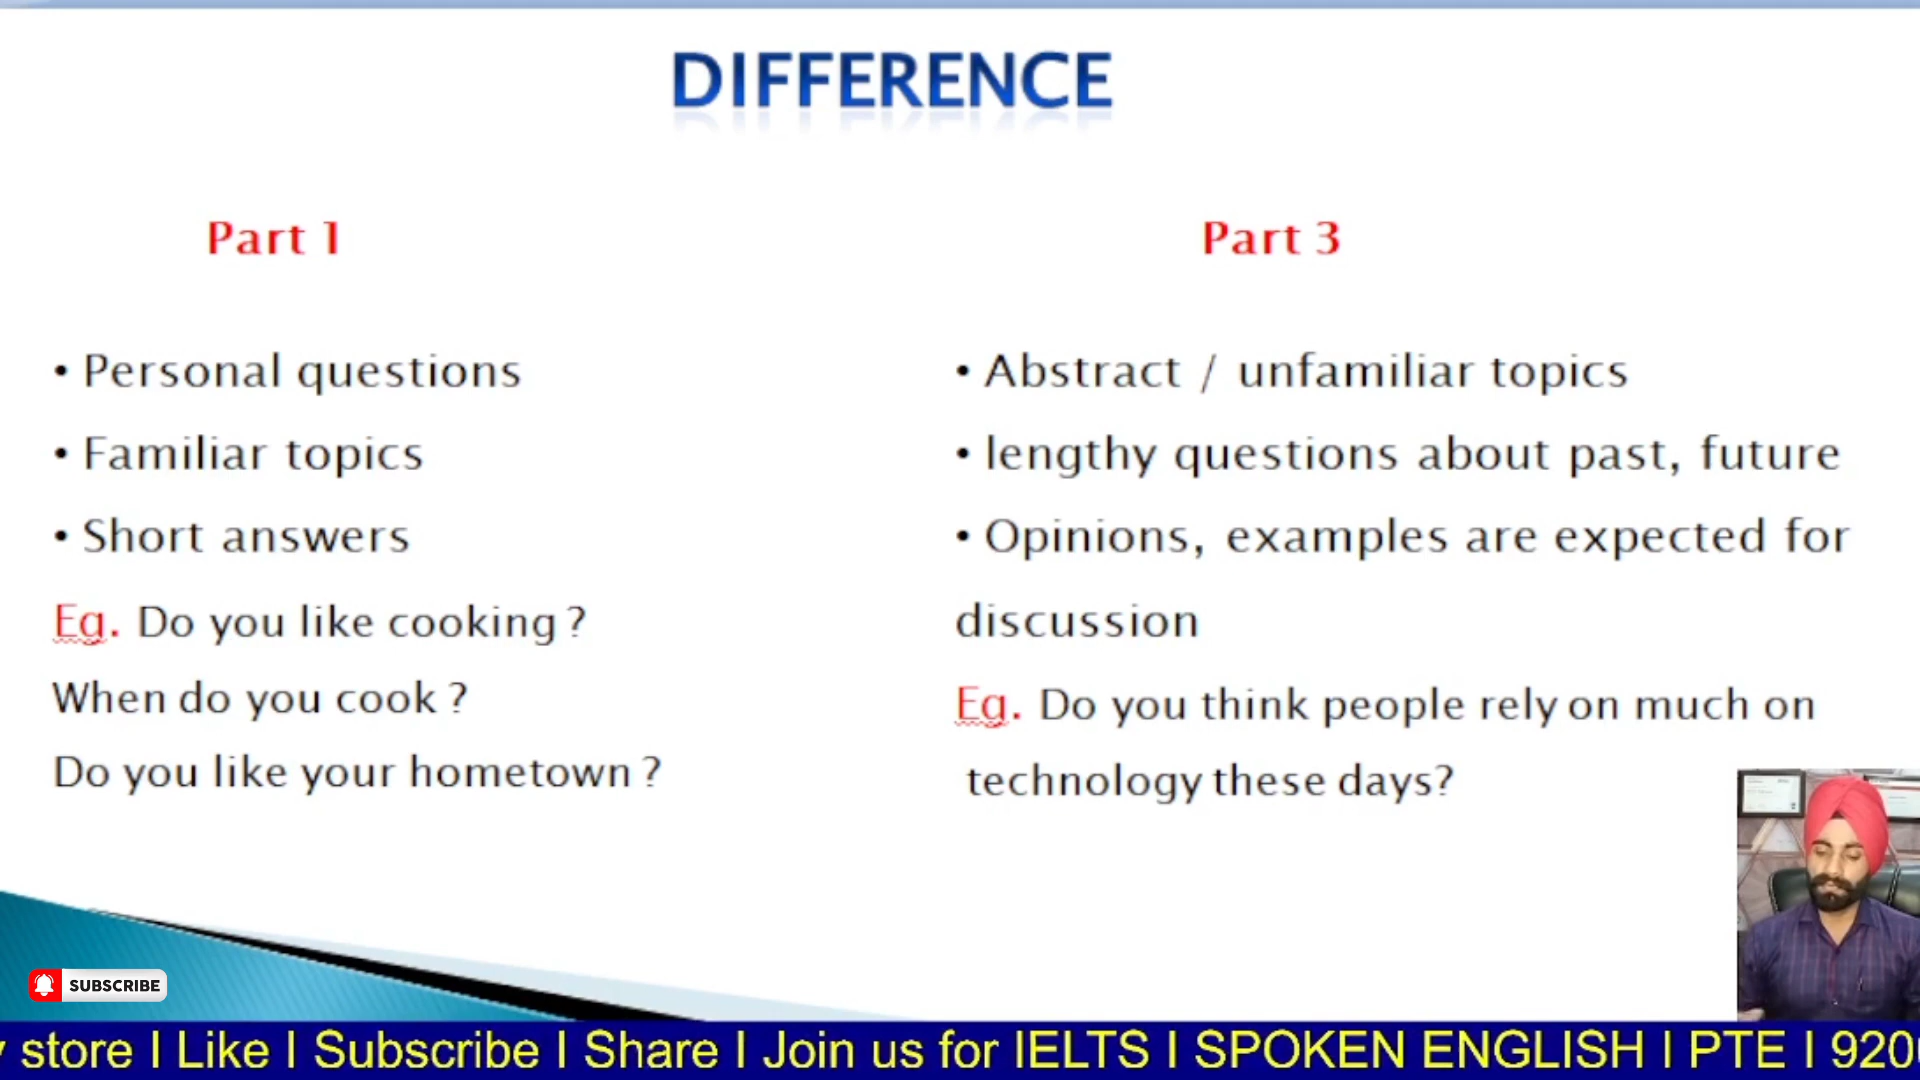 DIFFERENCE
Part 1
• Personal questions
• Familiar topics
• Short answers
Eg. Do you like cooking ?
When do you cook ?
Do you like your hometown ?
Part 3
• Abstract / unfamiliar topics
• lengthy questions about past, future
• Opinions, examples are expected for
discussion
Eg. Do you think people rely on much on
technology these days?
SUBSCRIBE
store I Like I Subscribe I Share I Join us for IELTS I SPOKEN ENGLISH I PTE I 920